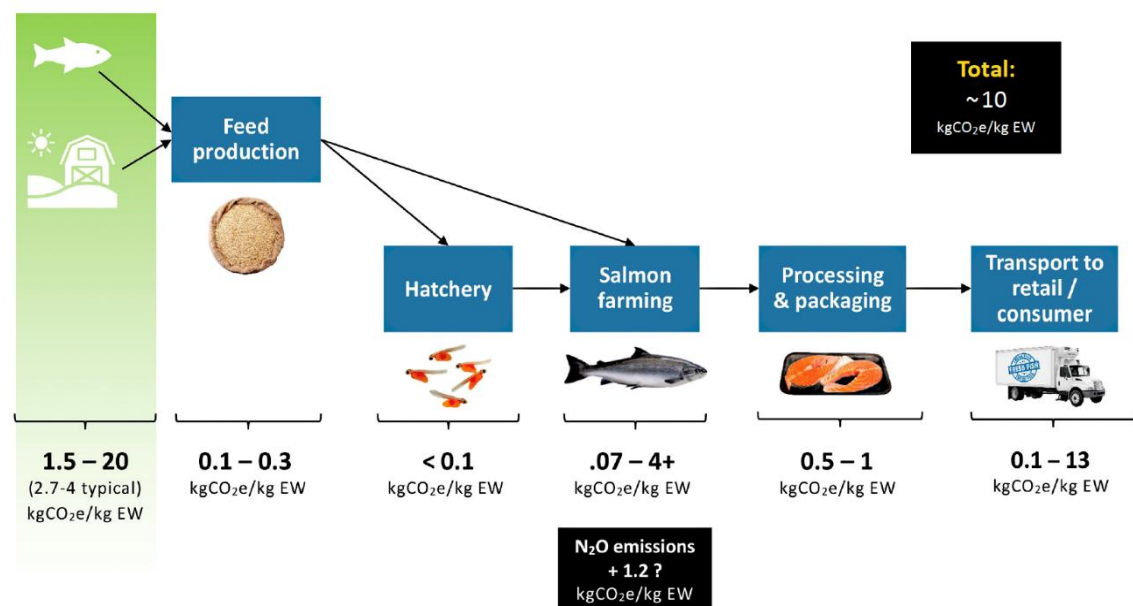 Total:
~ 10
kgCO₂e/kg EW
Feed
production
Hatchery
Salmon
farming
Processing
& packaging
Transport to
retail /
consumer
FRESH FISH
1.5 – 20
(2.7-4 typical)
kgCO₂e/kg EW
0.1 – 0.3
kgCO₂e/kg EW
< 0.1
kgCO₂e/kg EW
.07 – 4+
kgCO₂e/kg EW
0.5 – 1
kgCO₂e/kg EW
0.1 – 13
kgCO₂e/kg EW
N₂O emissions
+ 1.2 ?
kgCO₂e/kg EW